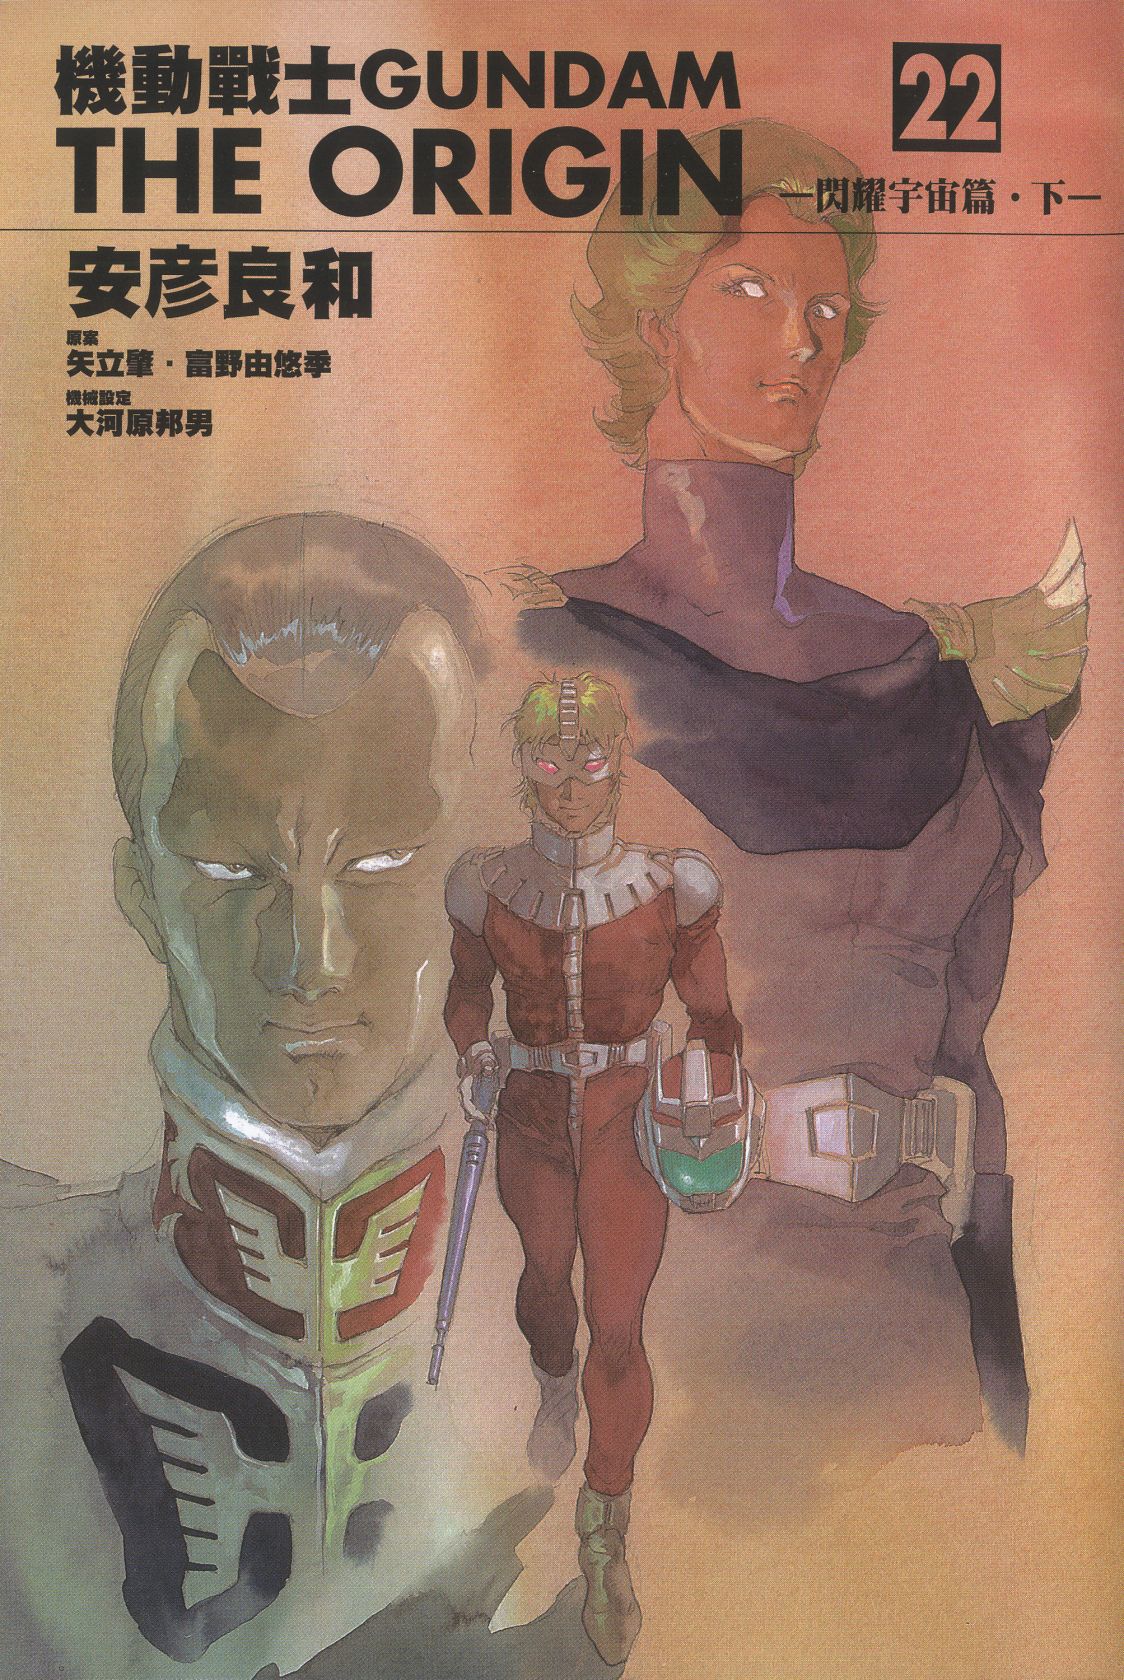 機動戰士GUNDAM
THE ORIGIN
22
—閃耀宇宙篇・下—
安彦良和
原案
矢立肇・富野由悠季
機械設定
大河原邦男